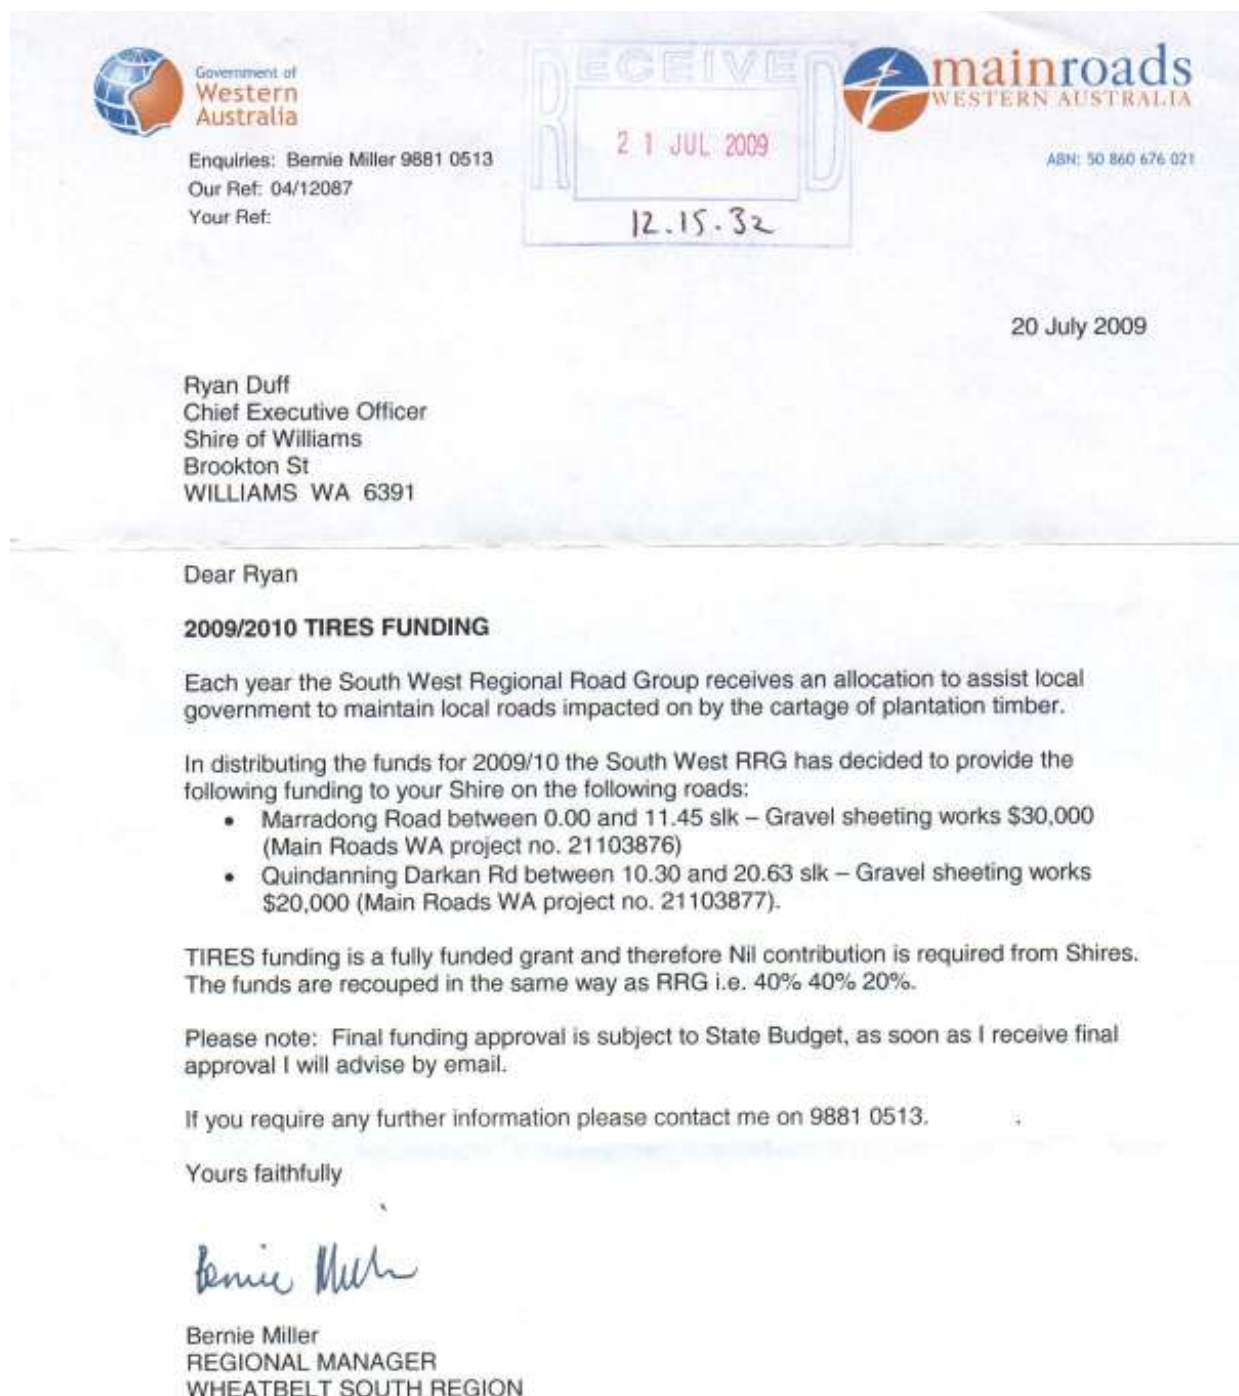 Government of
Western
Australia
Enquiries: Bernie Miller 9881 0513
Our Ref: 04/12087
Your Ref:
RECEIVED
21 JUL 2009
12.15.32
mainroads
WESTERN AUSTRALIA
ABN: 50 860 676 021
20 July 2009
Ryan Duff
Chief Executive Officer
Shire of Williams
Brookton St
WILLIAMS WA 6391
Dear Ryan
2009/2010 TIRES FUNDING
Each year the South West Regional Road Group receives an allocation to assist local
government to maintain local roads impacted on by the cartage of plantation timber.
In distributing the funds for 2009/10 the South West RRG has decided to provide the
following funding to your Shire on the following roads:
• Marradong Road between 0.00 and 11.45 slk – Gravel sheeting works $30,000
(Main Roads WA project no. 21103876)
• Quindanning Darkan Rd between 10.30 and 20.63 slk – Gravel sheeting works
$20,000 (Main Roads WA project no. 21103877).
TIRES funding is a fully funded grant and therefore Nil contribution is required from Shires.
The funds are recouped in the same way as RRG i.e. 40% 40% 20%.
Please note: Final funding approval is subject to State Budget, as soon as I receive final
approval I will advise by email.
If you require any further information please contact me on 9881 0513.
Yours faithfully
Bernie Miller
Bernie Miller
REGIONAL MANAGER
WHEATBELT SOUTH REGION